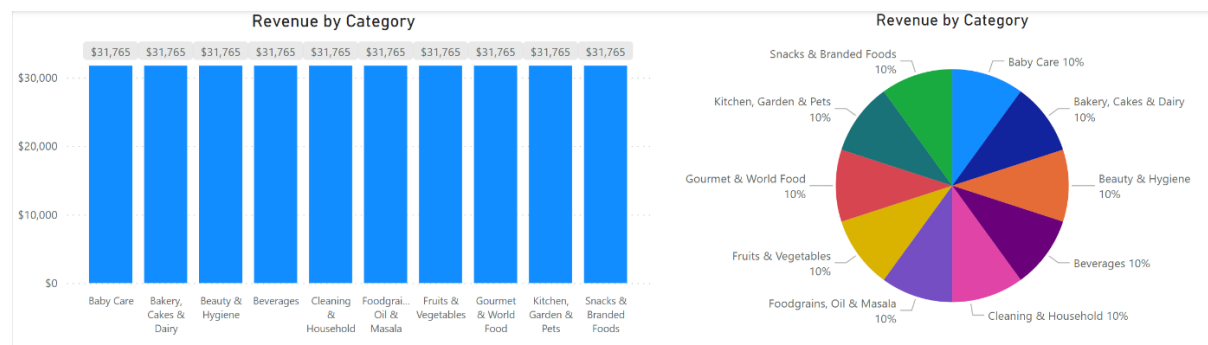 Revenue by Category
$31,765 $31,765 $31,765 $31,765 $31,765 $31,765 $31,765 $31,765 $31,765 $31,765
$30,000
$20,000
$10,000
$0
Baby Care
Bakery,
Cakes &
Dairy
Beauty &
Hygiene
Beverages
Cleaning
&
Household
Foodgrai...
Oil &
Masala
Fruits &
Vegetables
Gourmet
& World
Food
Kitchen,
Garden &
Pets
Snacks &
Branded
Foods
Revenue by Category
Baby Care 10%
Bakery, Cakes & Dairy
10%
Beauty & Hygiene
10%
Beverages 10%
Cleaning & Household 10%
Foodgrains, Oil & Masala
10%
Fruits & Vegetables
10%
Gourmet & World Food
10%
Kitchen, Garden & Pets
10%
Snacks & Branded Foods
10%